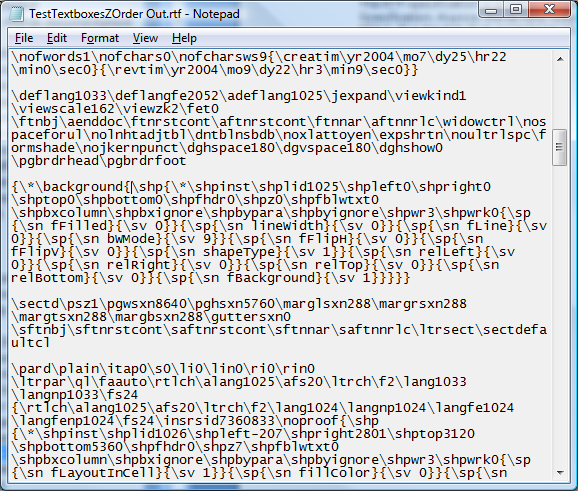 TestTextboxesZOrder Out.rtf - Notepad
File Edit Format View Help
\nofwords1\nofchars0\nofcharsws9{\creatim\yr2004\mo7\dy25\hr22
\min0\sec0}{\revtim\yr2004\mo9\dy22\hr3\min9\sec0}}
\deflang1033\deflangfe2052\adeflang1025\jexpand\viewkind1
\viewscale162\viewzk2\fet0
\ftnbj\aenddoc\ftnrstcont\aftnrstcont\ftnnar\aftnnrlc\widowctrl\nos
paceforul\nolnhtadjtbl\dntblnsbdb\noxlattoyen\expshrtn\noultrlspc\f
ormshade\nojkernpunct\dghspace180\dgvspace180\dghshow0
\pgbrdrhead\pgbrdrfoot
{\*\background{\shp{\*\shpinst\shplid1025\shpleft0\shpright0
\shptop0\shpbottom0\shpfhdr0\shpz0\shpfblwtxt0
\shpbxcolumn\shpbxignore\shpbypara\shpbyignore\shpwr3\shpwrk0{\sp
{\sn fFilled}{\sv 0}}{\sp{\sn lineWidth}{\sv 0}}{\sp{\sn fLine}{\sv
0}}{\sp{\sn bWMode}{\sv 9}}{\sp{\sn fFlipH}{\sv 0}}{\sp{\sn
fFlipV}{\sv 0}}{\sp{\sn shapeType}{\sv 1}}{\sp{\sn relLeft}{\sv
0}}{\sp{\sn relRight}{\sv 0}}{\sp{\sn relTop}{\sv 0}}{\sp{\sn
relBottom}{\sv 0}}{\sp{\sn fBackground}{\sv 1}}}}}
\sectd\psz1\pgwsxn8640\pghsxn5760\marglsxn288\margrsxn288
\margtsxn288\margbsxn288\guttersxn0
\sftnbj\sftnrstcont\saftnrstcont\sftnnar\saftnnrlc\ltrsect\sectdefa
ultcl
\pard\plain\itap0\s0\li0\lin0\ri0\rin0
\ltrpar\ql\faauto\rtlch\alang1025\afs20\ltrch\f2\lang1033
\langnp1033\fs24
{\rtlch\alang1025\afs20\ltrch\f2\lang1024\langnp1024\langfe1024
\langfenp1024\fs24\insrsid7360833\noproof{\shp
{\*\shpinst\shplid1026\shpleft-207\shpright2801\shptop3120
\shpbottom5360\shpfhdr0\shpz7\shpfblwtxt0
\shpbxcolumn\shpbxignore\shpbypara\shpbyignore\shpwr3\shpwrk0{\sp
{\sn fLayoutInCell}{\sv 1}}{\sp{\sn fillColor}{\sv 0}}{\sp{\sn